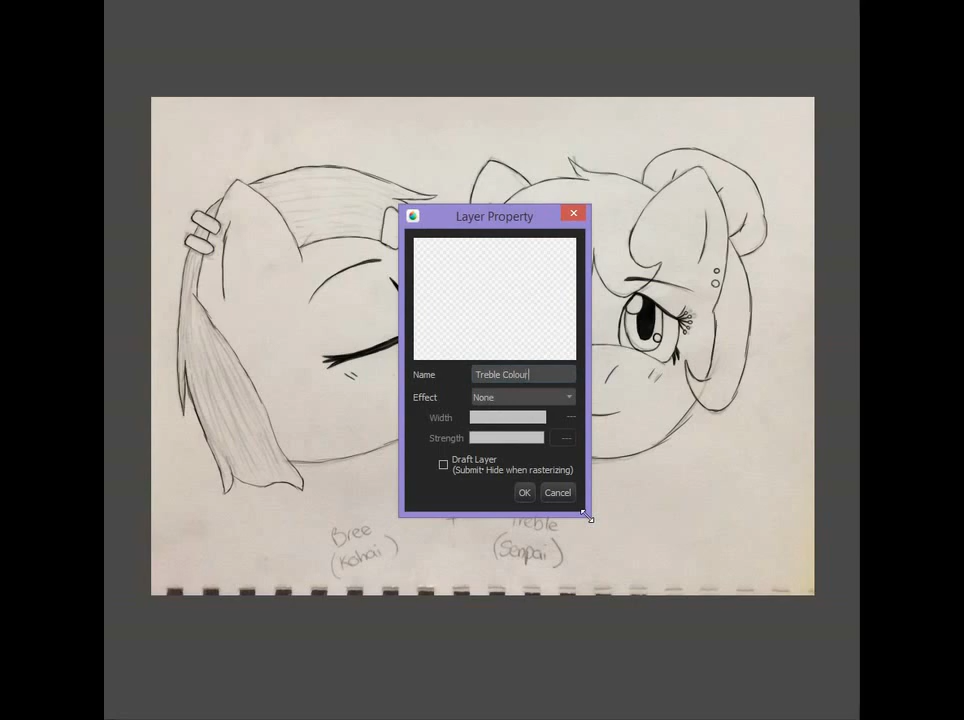 Layer Property
Name
Treble Colour
Effect
None
Width
---
Strength
---
Draft Layer
(Submit• Hide when rasterizing)
OK
Cancel
Bree
+
Treble
(Kohai)
(Senpai)